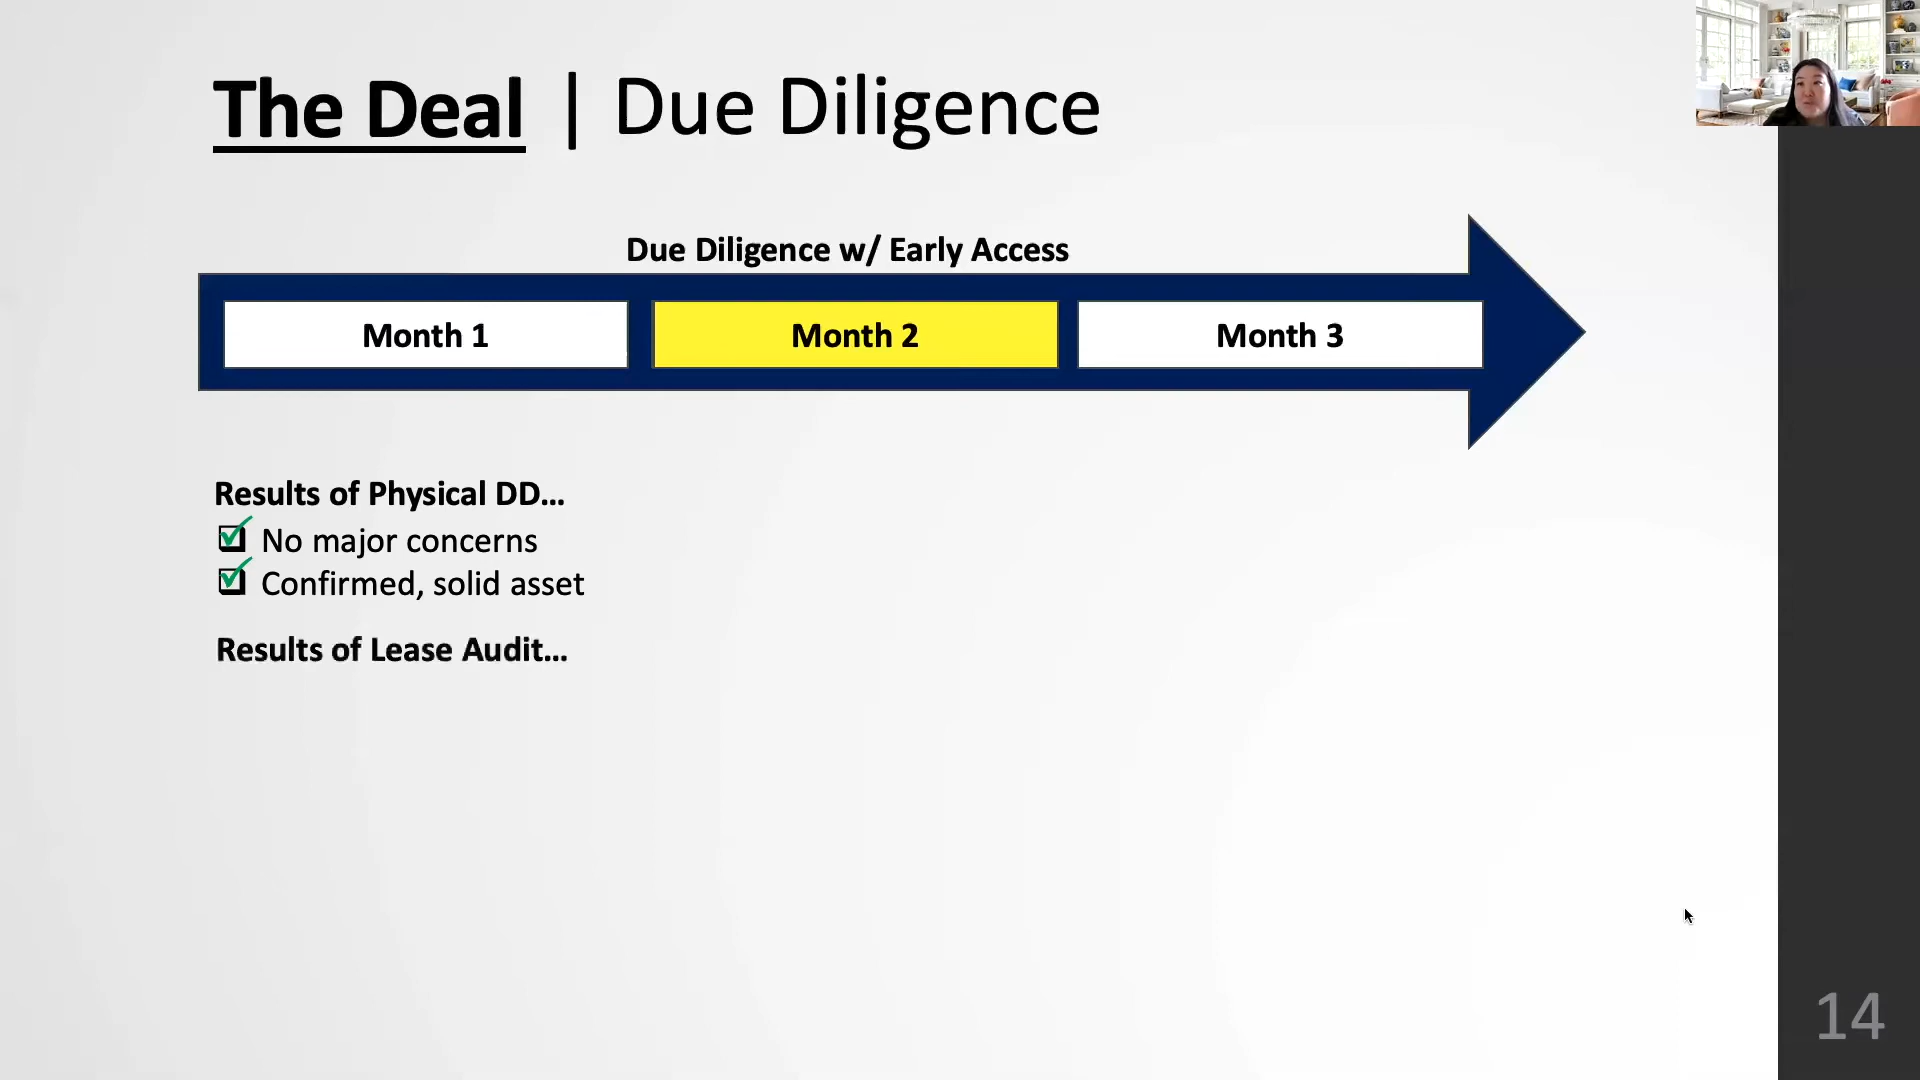 The Deal | Due Diligence
Due Diligence w/ Early Access
Month 1
Month 2
Month 3
Results of Physical DD...
No major concerns
Confirmed, solid asset
Results of Lease Audit...
14